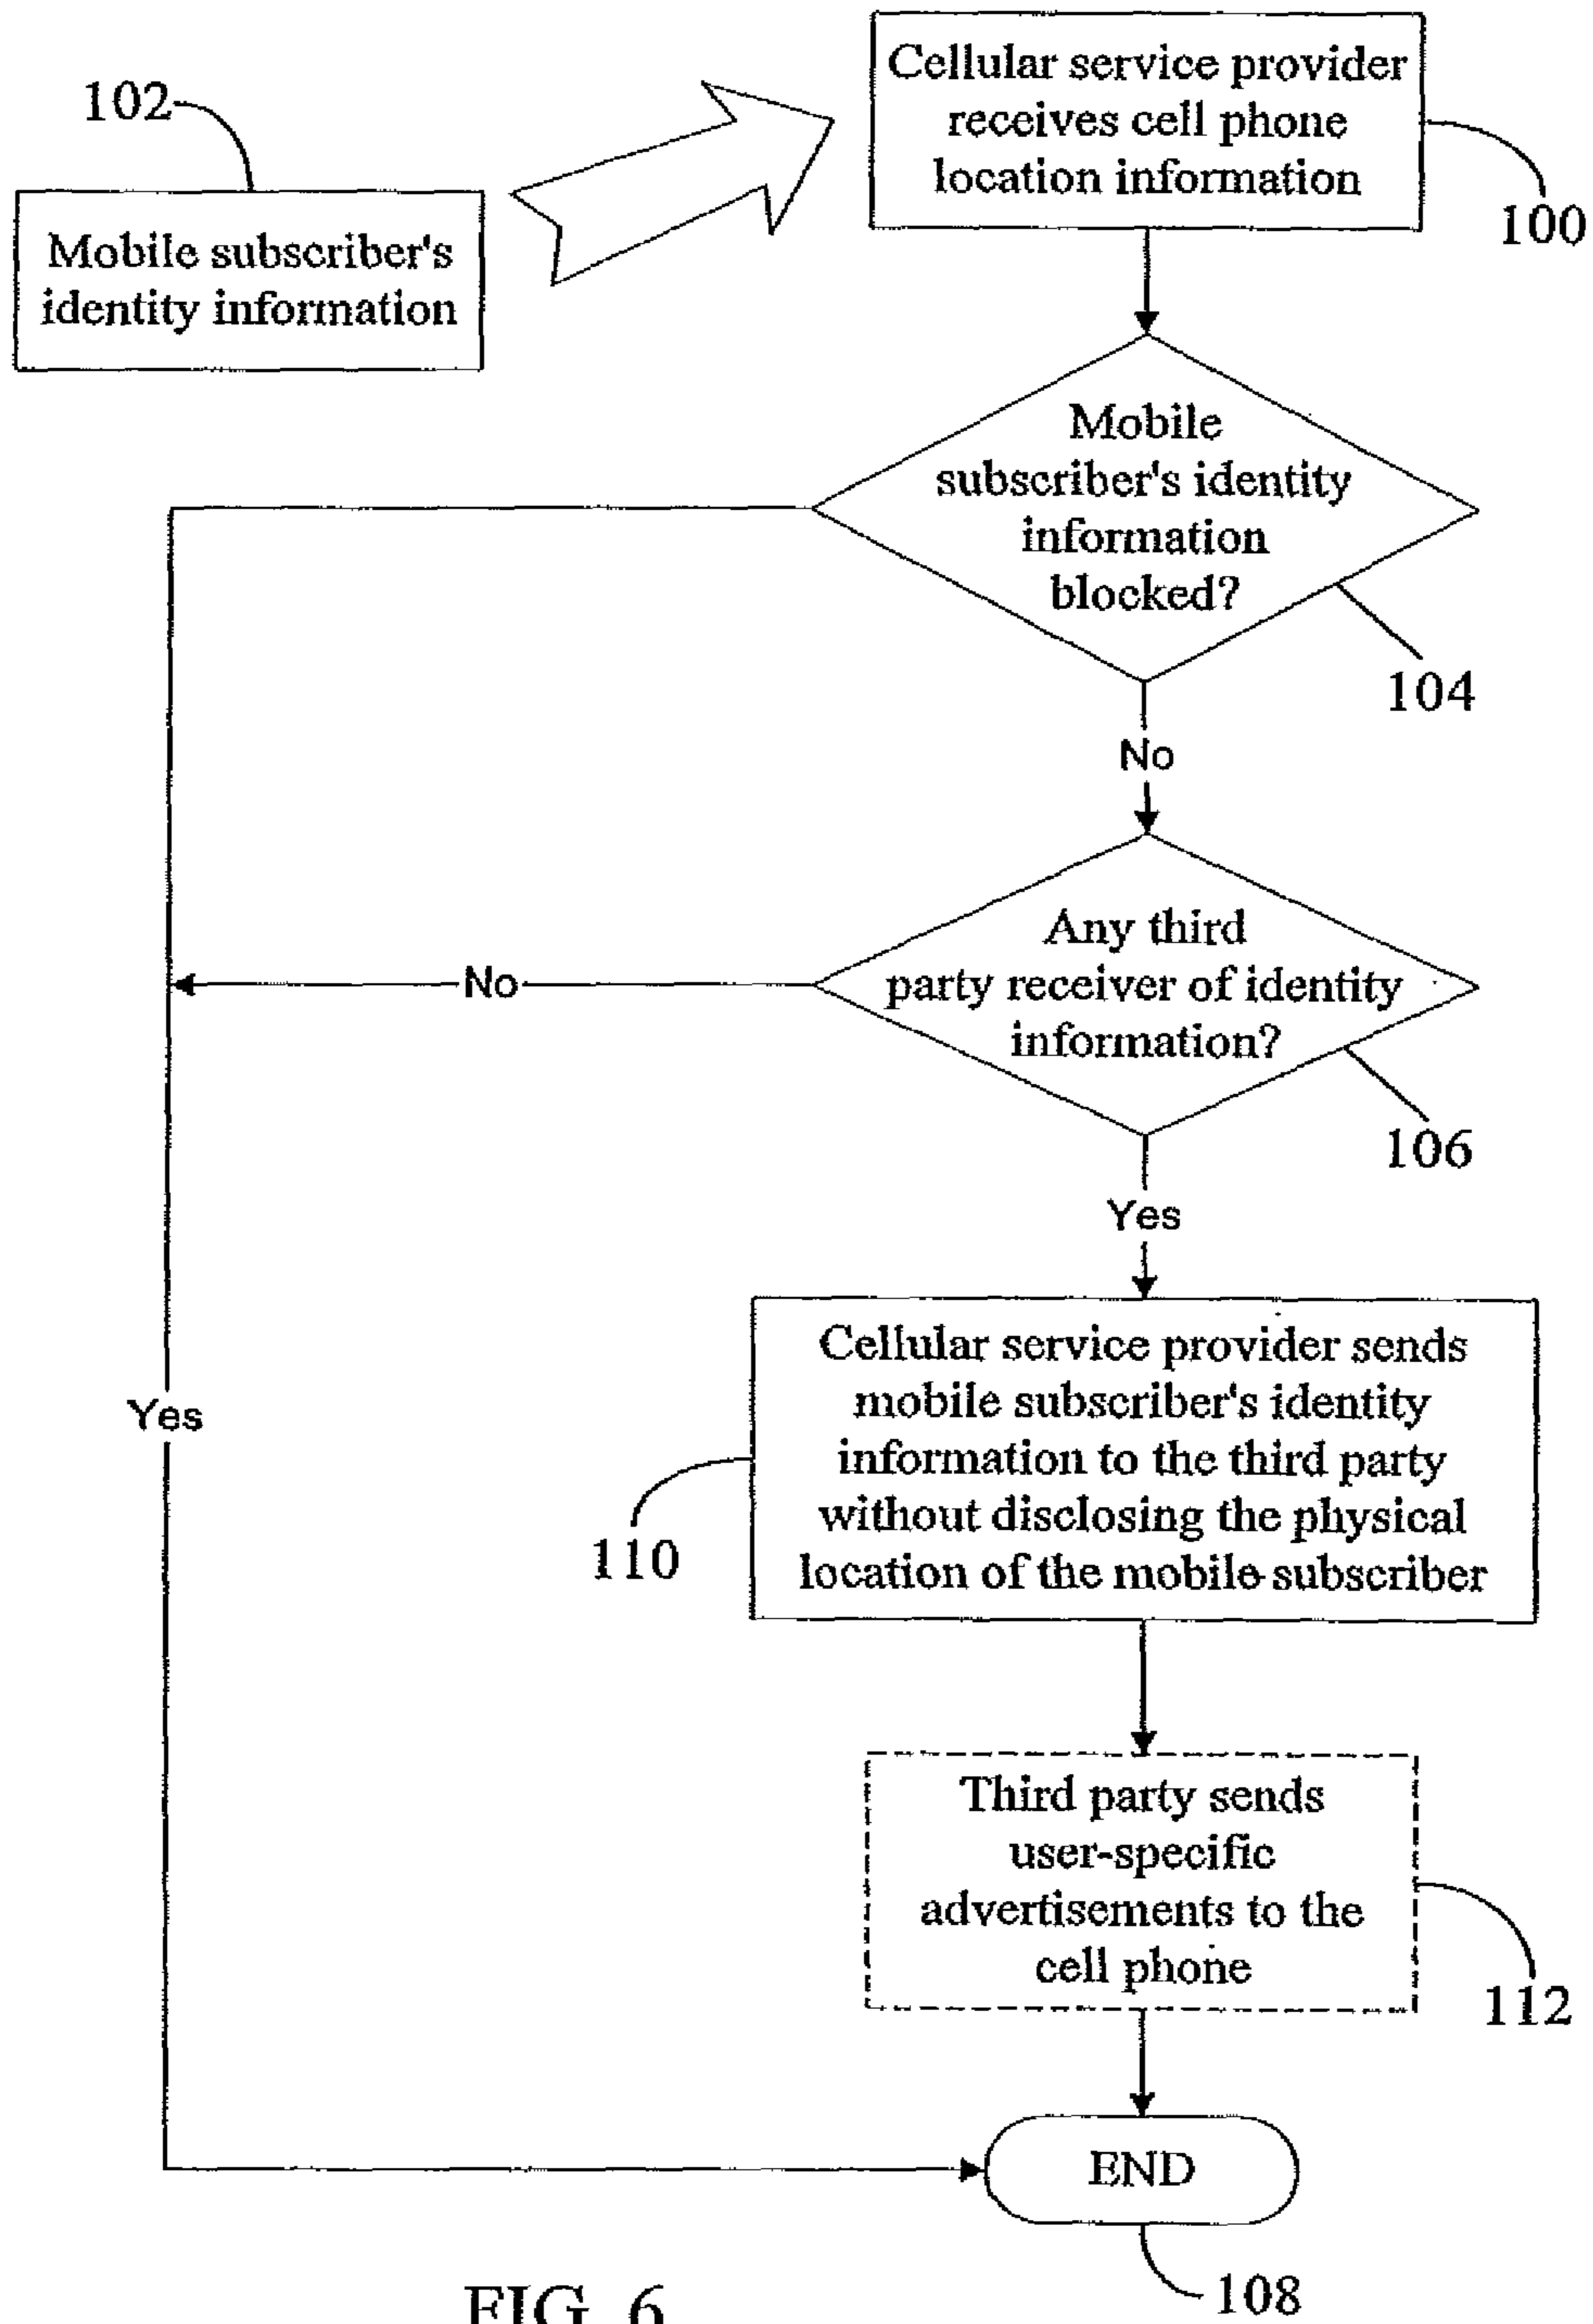 Cellular service provider
receives cell phone
location information
100
102
Mobile subscriber's
identity information
Mobile
subscriber's identity
information
blocked?
104
No
Any third
party receiver of identity
information?
106
No
Yes
Yes
Cellular service provider sends
mobile subscriber's identity
information to the third party
without disclosing the physical
location of the mobile subscriber
110
Third party sends
user-specific
advertisements to the
cell phone
112
END
108
FIG. 6